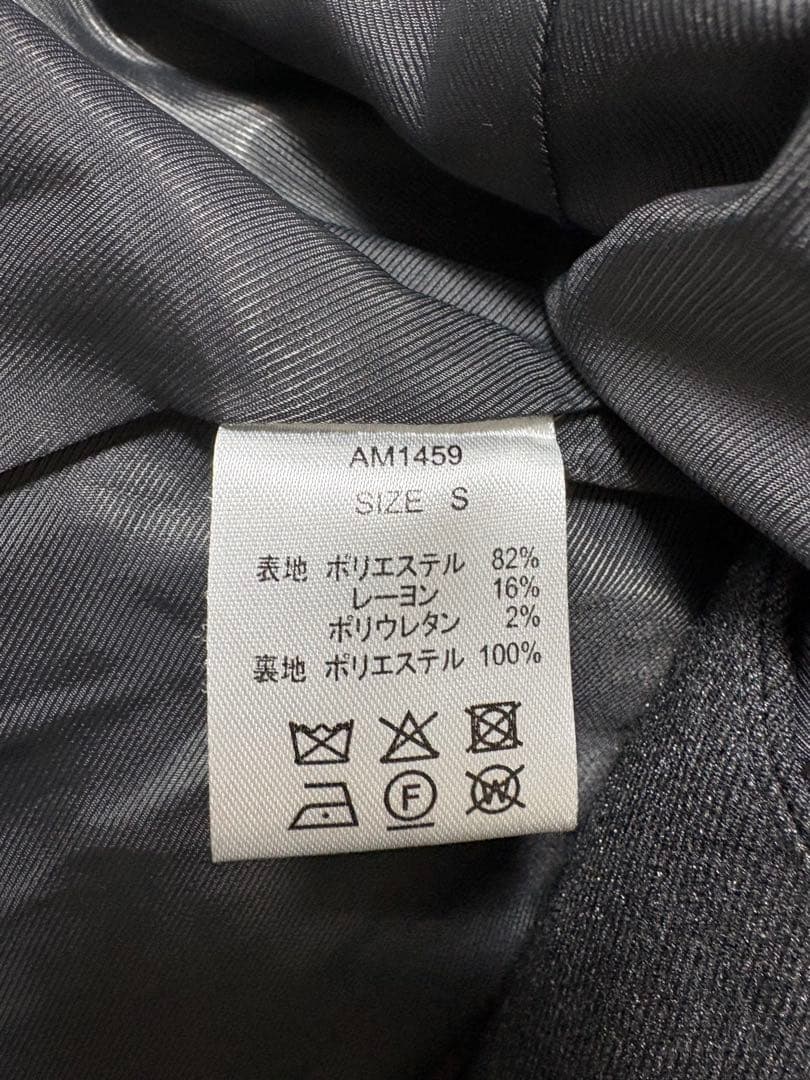 AM1459
SIZE S
表地 ポリエステル 82%
レーヨン 16%
ポリウレタン 2%
裏地 ポリエステル 100%
F
W